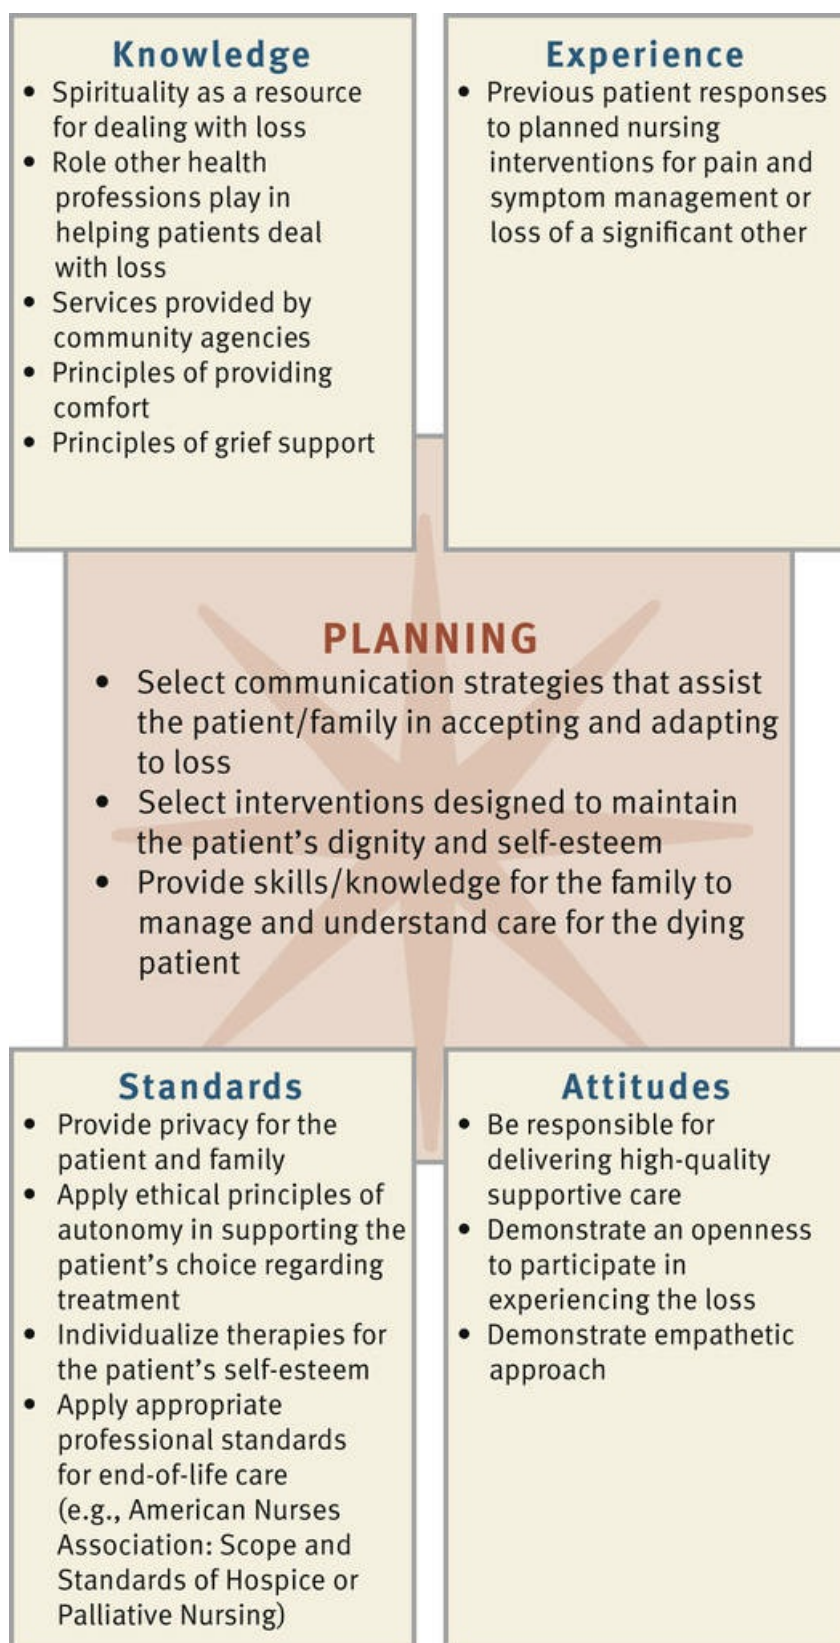 Knowledge
• Spirituality as a resource
for dealing with loss
• Role other health
professions play in
helping patients deal
with loss
• Services provided by
community agencies
• Principles of providing
comfort
• Principles of grief support
Experience
• Previous patient responses
to planned nursing
interventions for pain and
symptom management or
loss of a significant other
PLANNING
• Select communication strategies that assist
the patient/family in accepting and adapting
to loss
• Select interventions designed to maintain
the patient's dignity and self-esteem
• Provide skills/knowledge for the family to
manage and understand care for the dying
patient
Standards
• Provide privacy for the
patient and family
• Apply ethical principles of
autonomy in supporting the
patient's choice regarding
treatment
• Individualize therapies for
the patient's self-esteem
• Apply appropriate
professional standards
for end-of-life care
(e.g., American Nurses
Association: Scope and
Standards of Hospice or
Palliative Nursing)
Attitudes
• Be responsible for
delivering high-quality
supportive care
• Demonstrate an openness
to participate in
experiencing the loss
• Demonstrate empathetic
approach